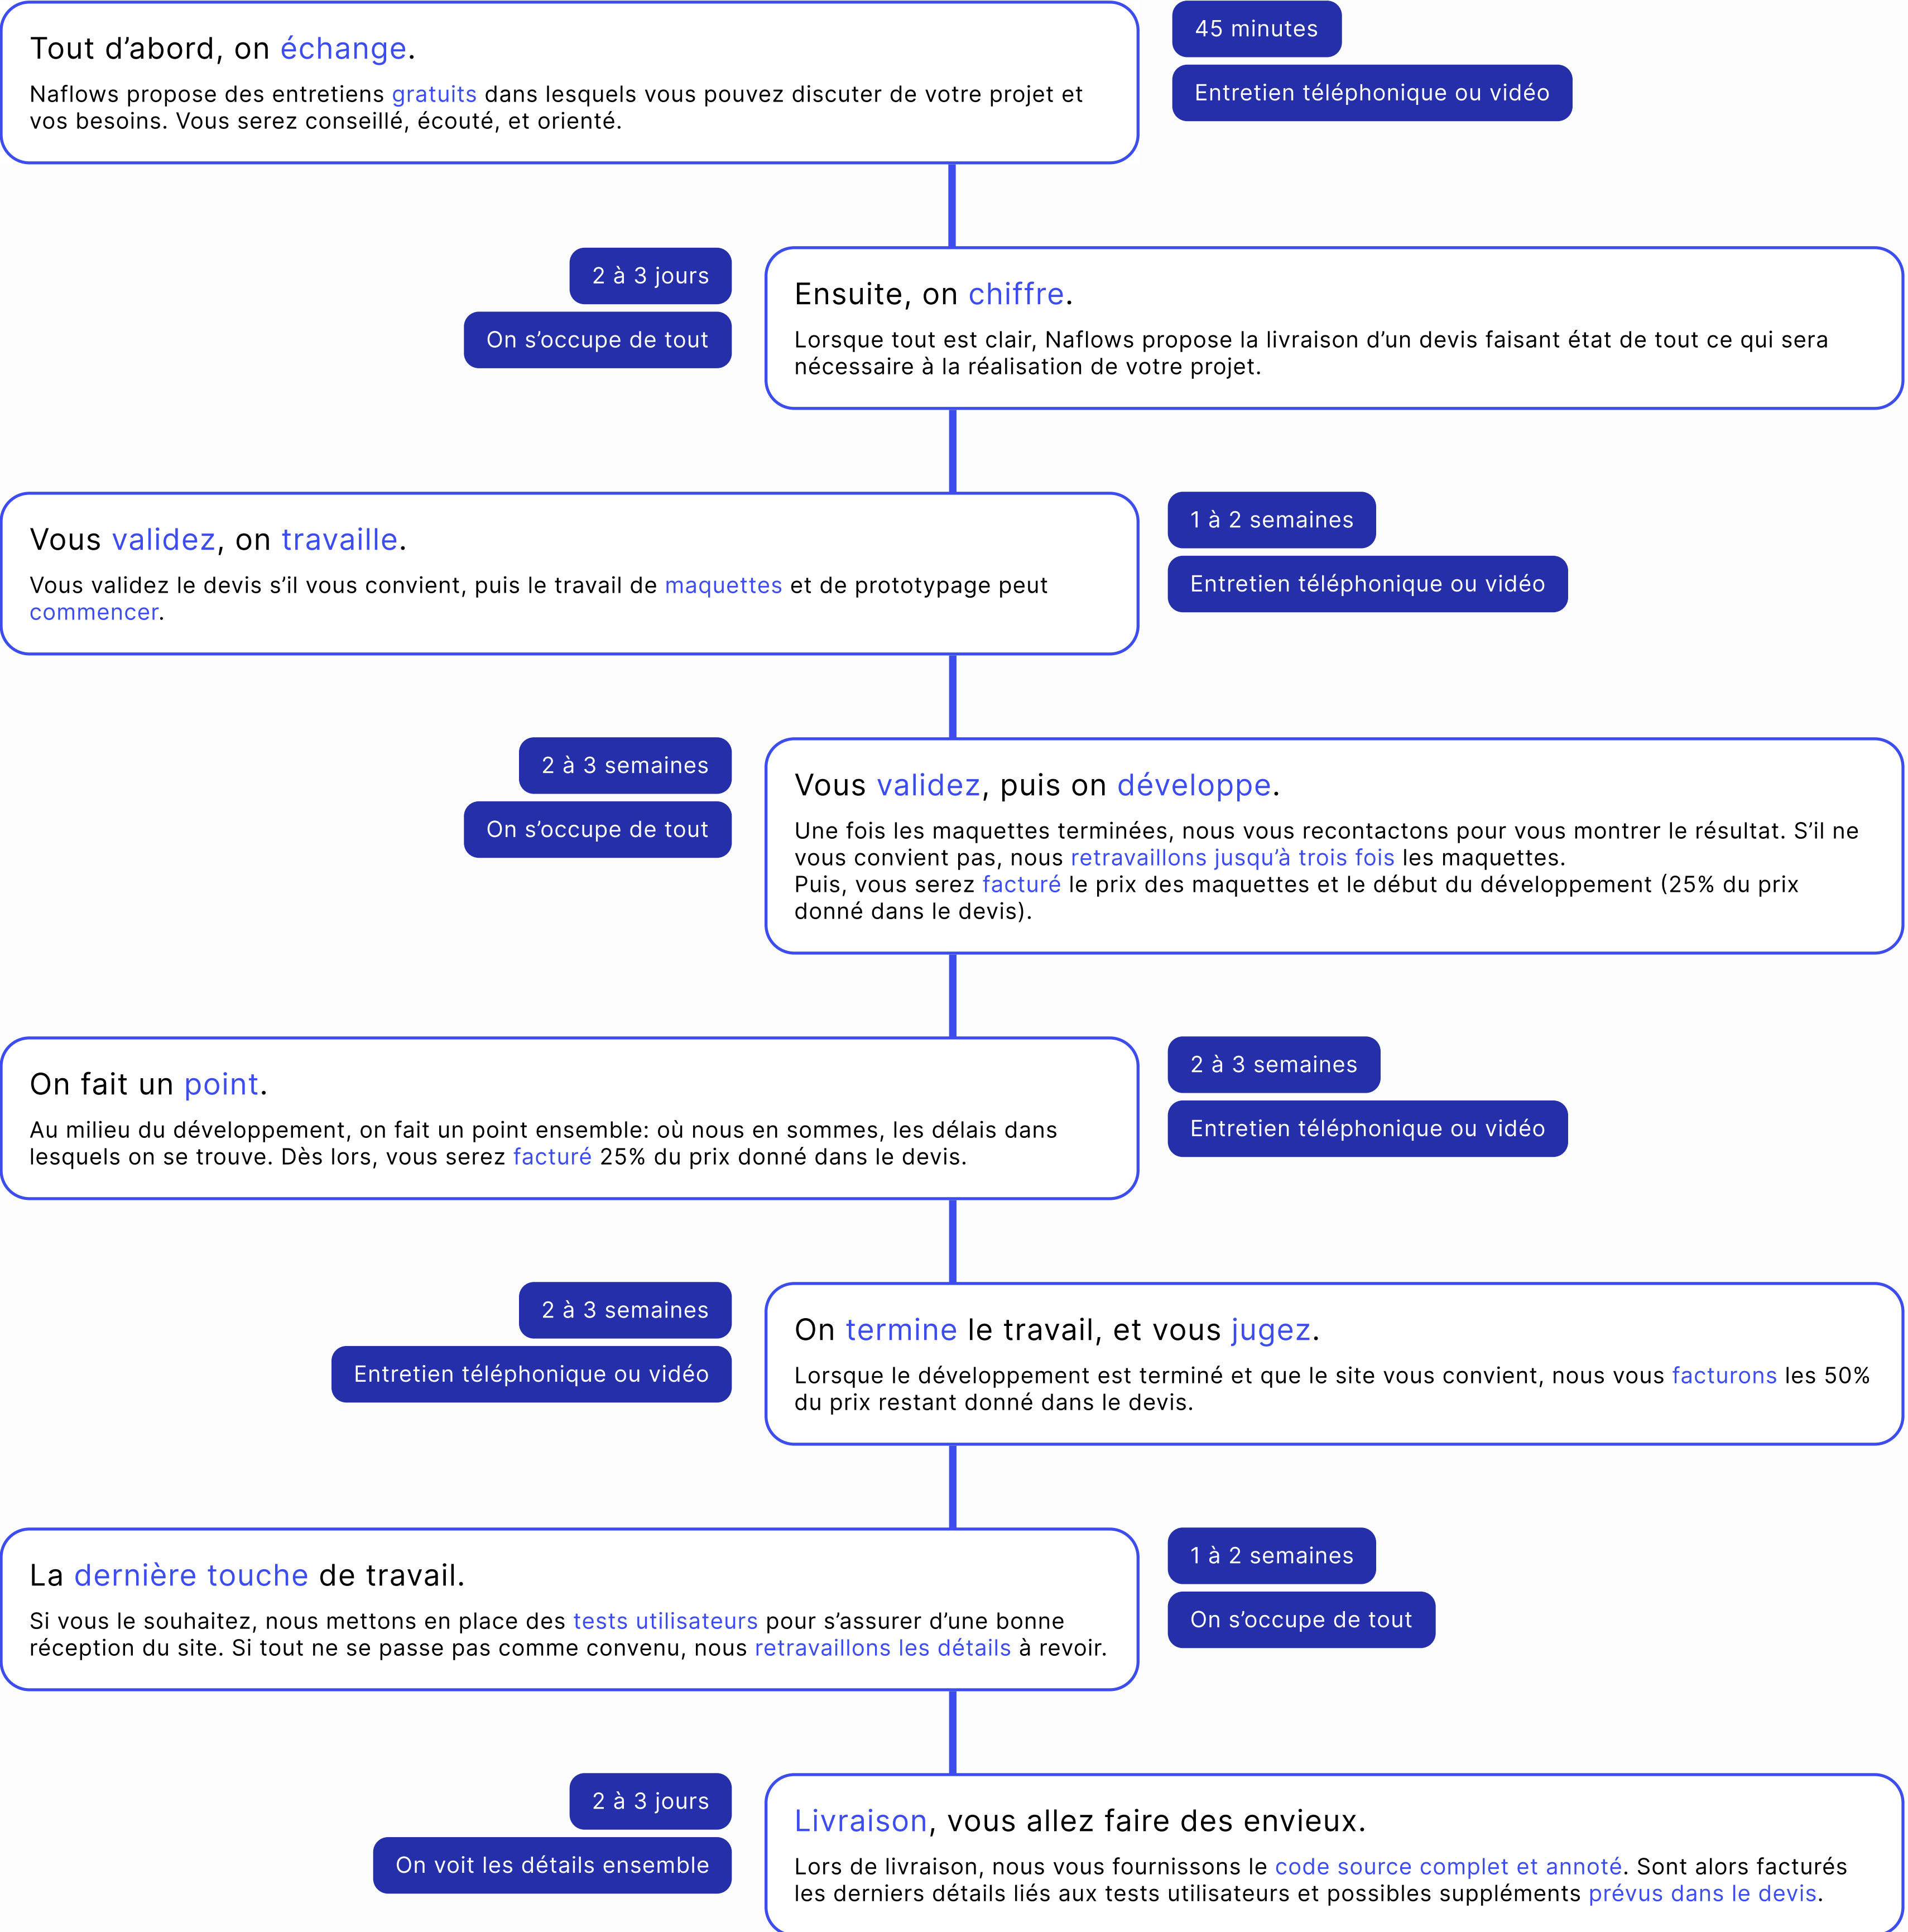 Tout d’abord, on échange.
Naflows propose des entretiens gratuits dans lesquels vous pouvez discuter de votre projet et
vos besoins. Vous serez conseillé, écouté, et orienté.
45 minutes
Entretien téléphonique ou vidéo
2 à 3 jours
On s’occupe de tout
Ensuite, on chiffre.
Lorsque tout est clair, Naflows propose la livraison d’un devis faisant état de tout ce qui sera
nécessaire à la réalisation de votre projet.
Vous validez, on travaille.
Vous validez le devis s’il vous convient, puis le travail de maquettes et de prototypage peut
commencer.
1 à 2 semaines
Entretien téléphonique ou vidéo
2 à 3 semaines
On s’occupe de tout
Vous validez, puis on développe.
Une fois les maquettes terminées, nous vous recontactons pour vous montrer le résultat. S’il ne
vous convient pas, nous retravaillons jusqu’à trois fois les maquettes.
Puis, vous serez facturé le prix des maquettes et le début du développement (25% du prix
donné dans le devis).
On fait un point.
Au milieu du développement, on fait un point ensemble: où nous en sommes, les délais dans
lesquels on se trouve. Dès lors, vous serez facturé 25% du prix donné dans le devis.
2 à 3 semaines
Entretien téléphonique ou vidéo
2 à 3 semaines
Entretien téléphonique ou vidéo
On termine le travail, et vous jugez.
Lorsque le développement est terminé et que le site vous convient, nous vous facturons les 50%
du prix restant donné dans le devis.
La dernière touche de travail.
Si vous le souhaitez, nous mettons en place des tests utilisateurs pour s’assurer d’une bonne
réception du site. Si tout ne se passe pas comme convenu, nous retravaillons les détails à revoir.
1 à 2 semaines
On s’occupe de tout
2 à 3 jours
On voit les détails ensemble
Livraison, vous allez faire des envieux.
Lors de livraison, nous vous fournissons le code source complet et annoté. Sont alors facturés
les derniers détails liés aux tests utilisateurs et possibles suppléments prévus dans le devis.